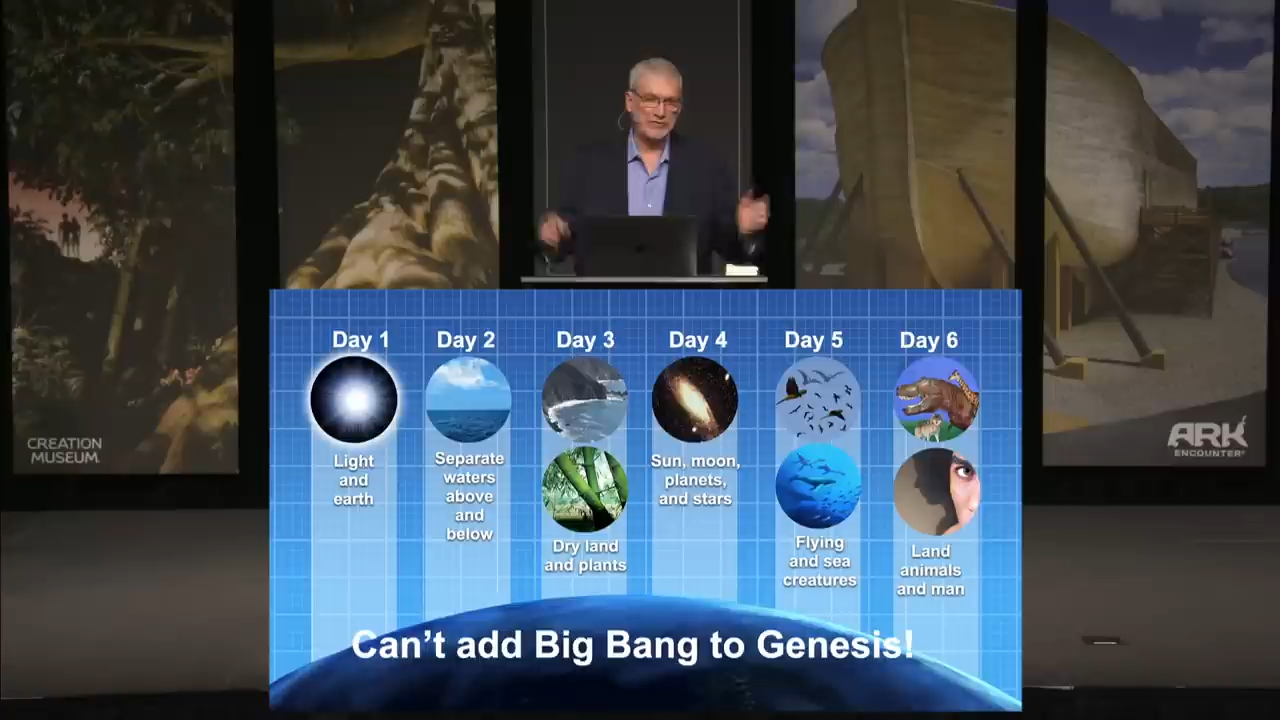 CREATION
MUSEUM
ARK
ENCOUNTER
Day 1
Light
and
earth
Day 2
Separate
waters
above
and
below
Day 3
Dry land
and plants
Day 4
Sun, moon,
planets,
and stars
Day 5
Flying
and sea
creatures
Day 6
Land
animals
and man
Can't add Big Bang to Genesis!